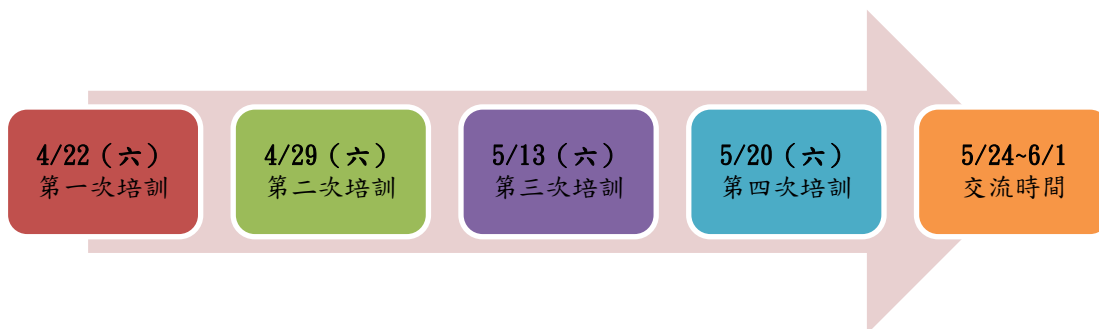 4/22（六）
第一次培訓
4/29（六）
第二次培訓
5/13（六）
第三次培訓
5/20（六）
第四次培訓
5/24~6/1
交流時間